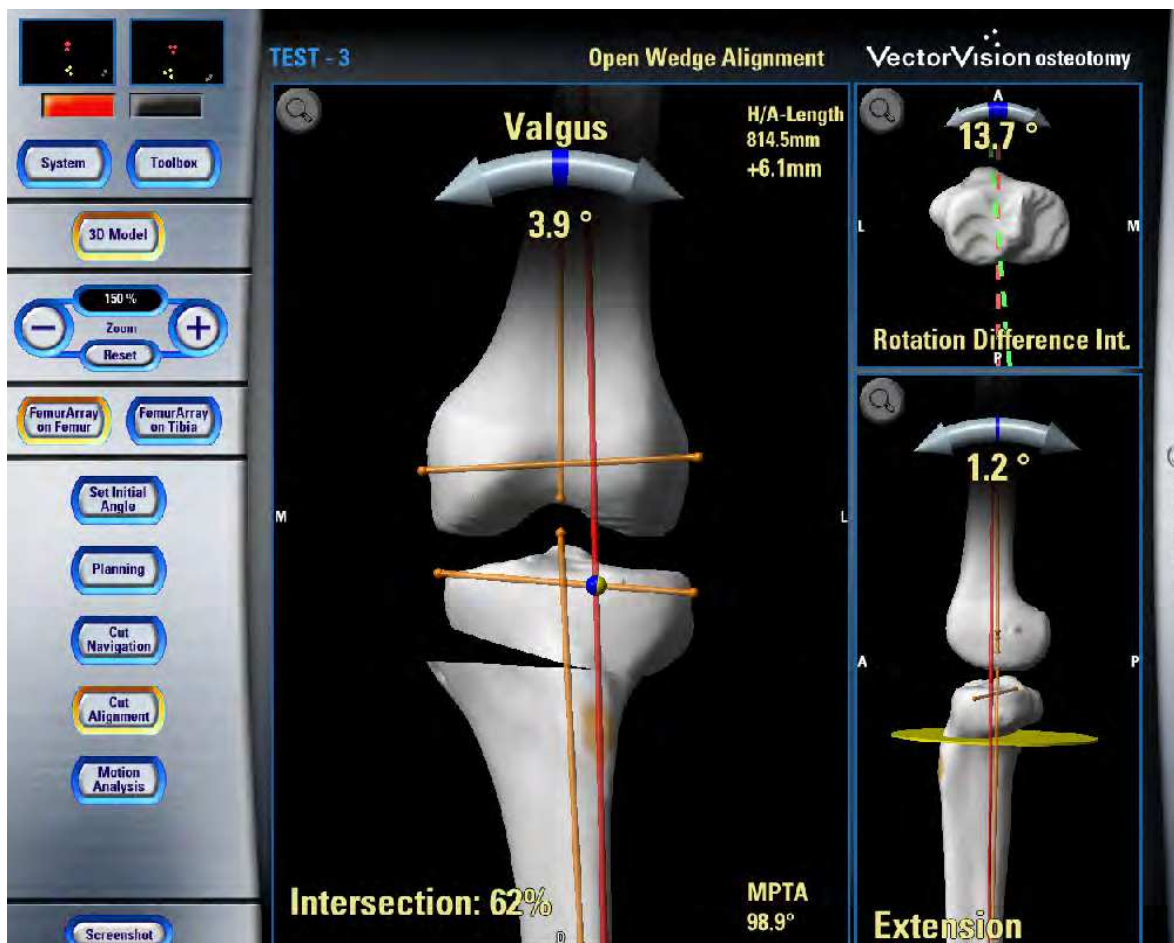 TEST - 3
Open Wedge Alignment
VectorVision osteotomy
System
Toolbox
3D Model
150 %
Zoom
Reset
FemurArray
on Femur
FemurArray
on Tibia
Set Initial
Angle
Planning
Cut
Navigation
Cut
Alignment
Motion
Analysis
Screenshot
Valgus
3.9 °
H/A-Length
814.5mm
+6.1mm
M
L
Intersection: 62%
D
MPTA
98.9°
A
13.7 °
L
M
Rotation Difference Int.
P
1.2 °
A
P
Extension